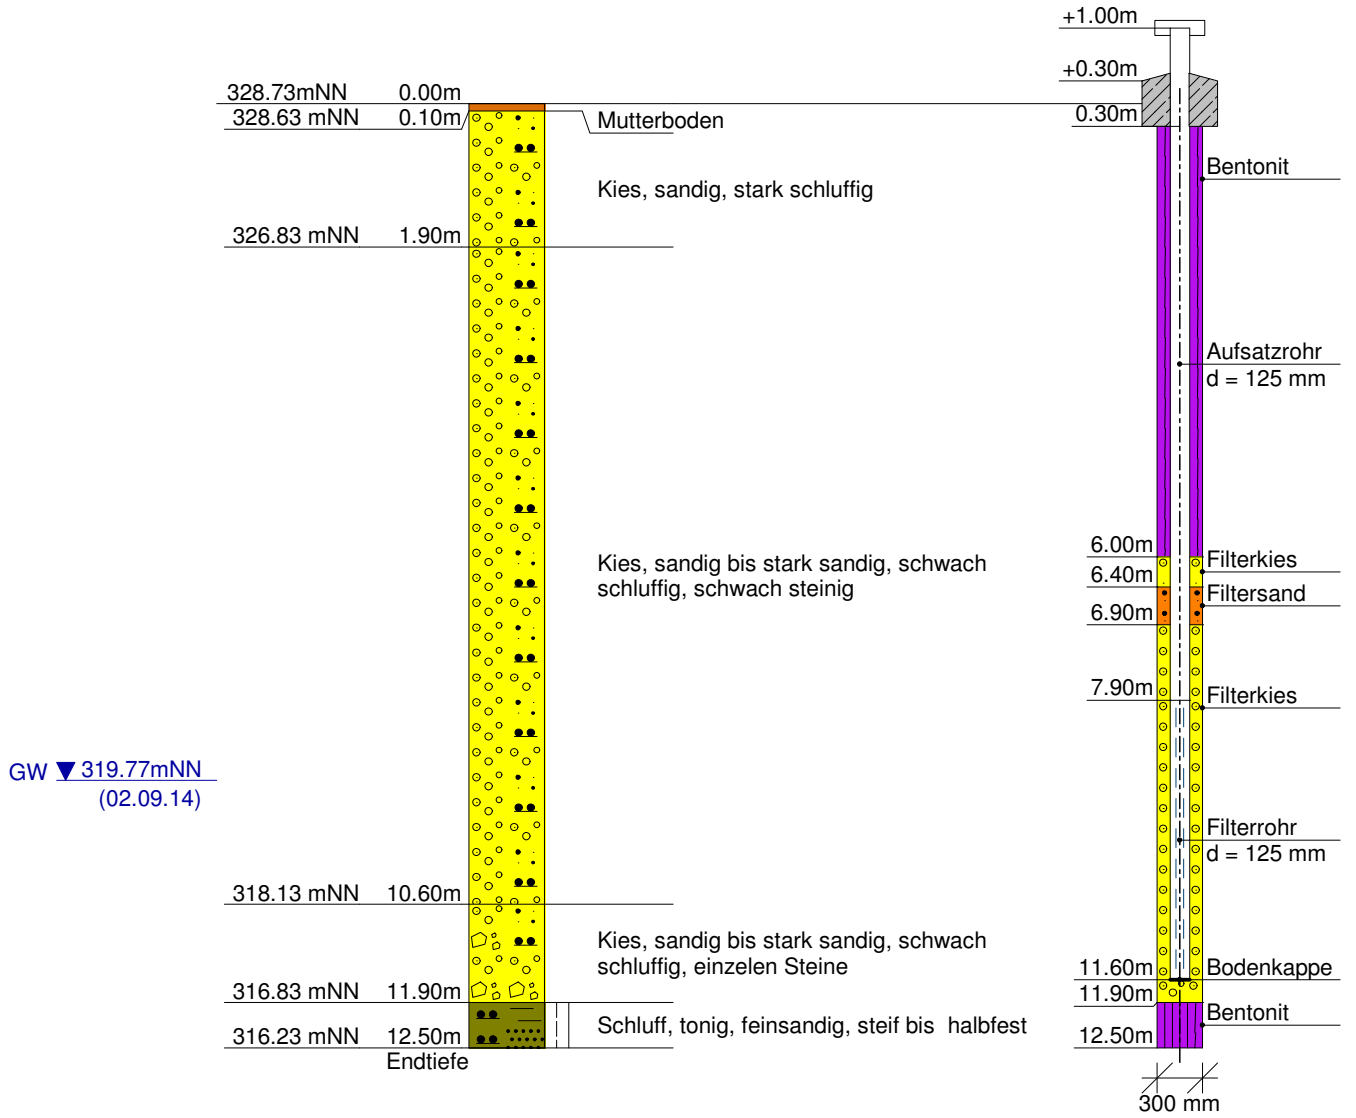 +1.00m
+0.30m
328.73mNN 0.00m
328.63 mNN 0.10m
Mutterboden
0.30m
Bentonit
Kies, sandig, stark schluffig
326.83 mNN 1.90m
Aufsatzrohr
d = 125 mm
6.00m
Filterkies
Kies, sandig bis stark sandig, schwach
schluffig, schwach steinig
6.40m
Filtersand
6.90m
7.90m
Filterkies
GW 319.77mNN
(02.09.14)
Filterrohr
d = 125 mm
318.13 mNN 10.60m
Kies, sandig bis stark sandig, schwach
schluffig, einzelen Steine
11.60m
Bodenkappe
316.83 mNN 11.90m
11.90m
Bentonit
Schluff, tonig, feinsandig, steif bis halbfest
316.23 mNN 12.50m
Endtiefe
12.50m
300 mm